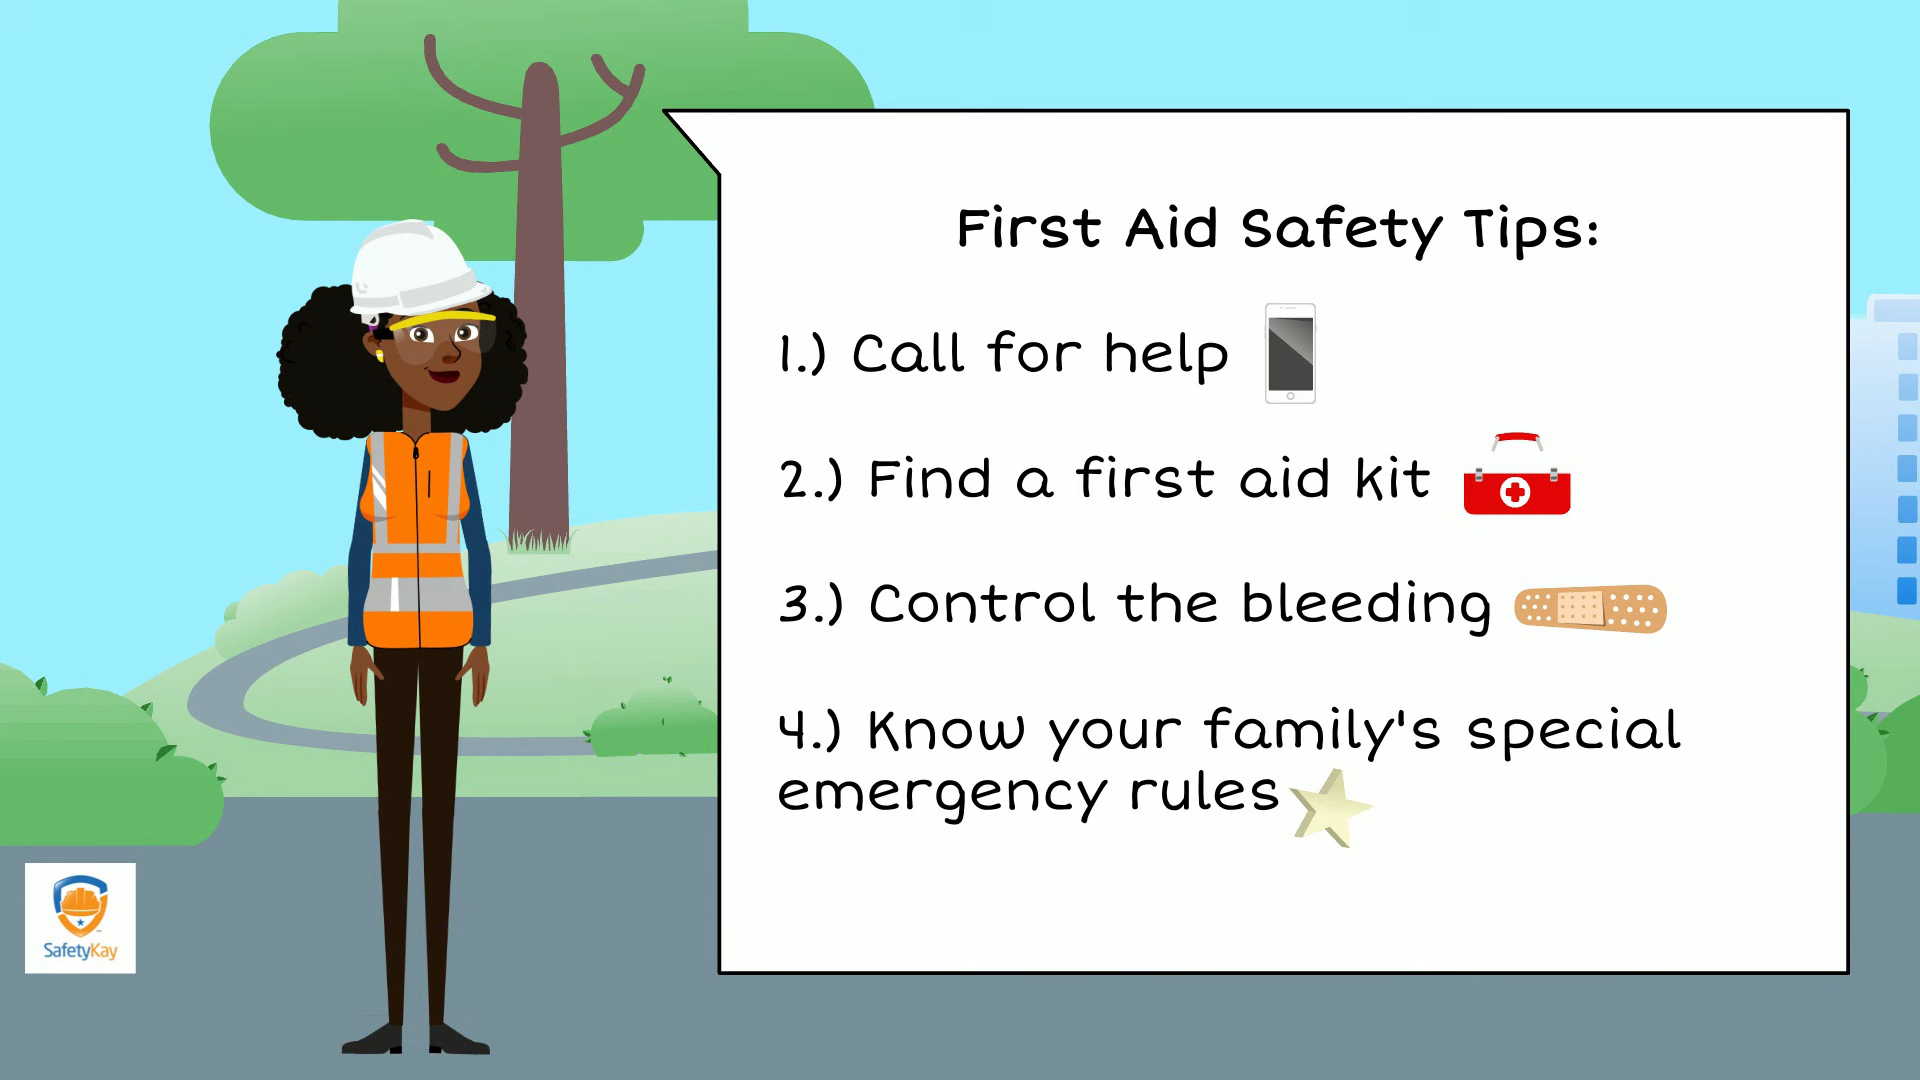 First Aid Safety Tips:
1.) Call for help
2.) Find a first aid kit
3.) Control the bleeding
4.) Know your family's special
emergency rules
SafetyKay